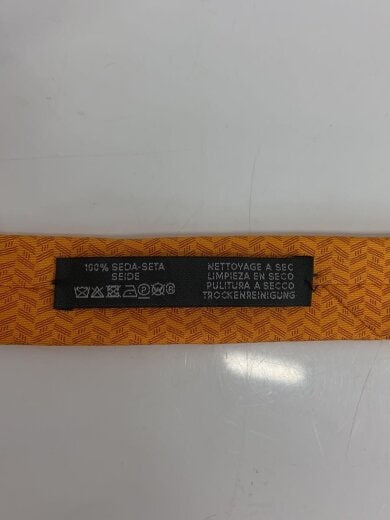 100% SEDA-SETA
SEIDE
NETTOYAGE A SEC
LIMPIEZA EN SECO
PULITURA A SECCO
TROCKENREINIGUNG